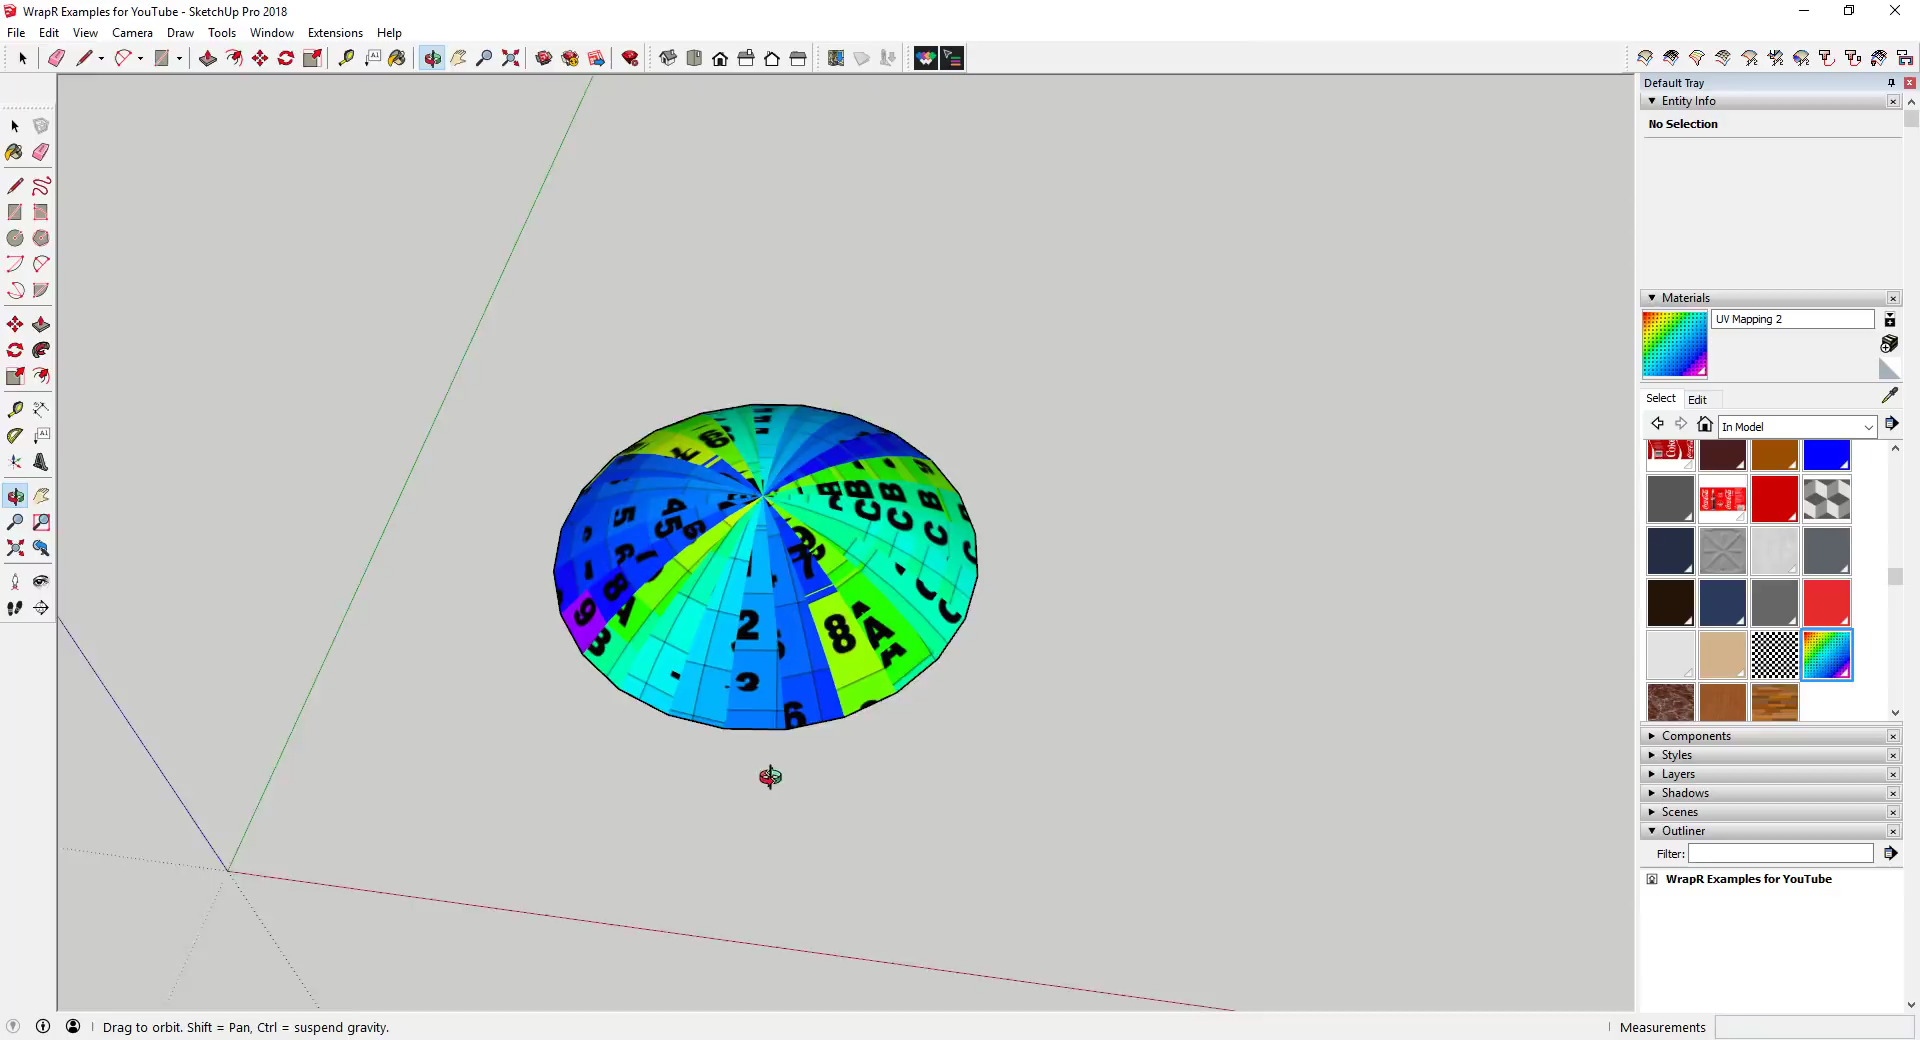 WrapR Examples for YouTube - SketchUp Pro 2018
File Edit View Camera Draw Tools Window Extensions Help
Default Tray
Entity Info
No Selection
Materials
UV Mapping 2
Select Edit
In Model
Components
Styles
Layers
Shadows
Scenes
Outliner
Filter:
WrapR Examples for YouTube
Drag to orbit. Shift = Pan, Ctrl = suspend gravity.
Measurements